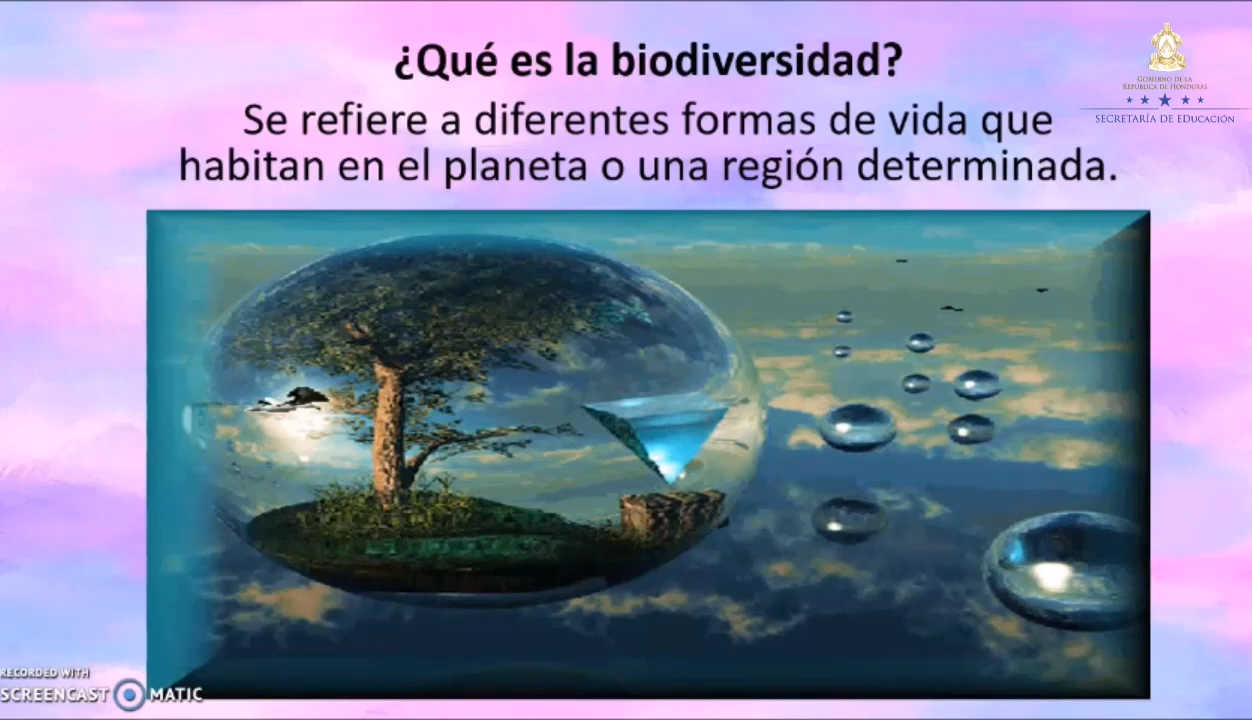 ¿Qué es la biodiversidad?
Se refiere a diferentes formas de vida que
habitan en el planeta o una región determinada.
GOBIERNO DE LA
REPÚBLICA DE HONDURAS
SECRETARÍA DE EDUCACIÓN
RECORDED WITH
SCREENCAST MATIC